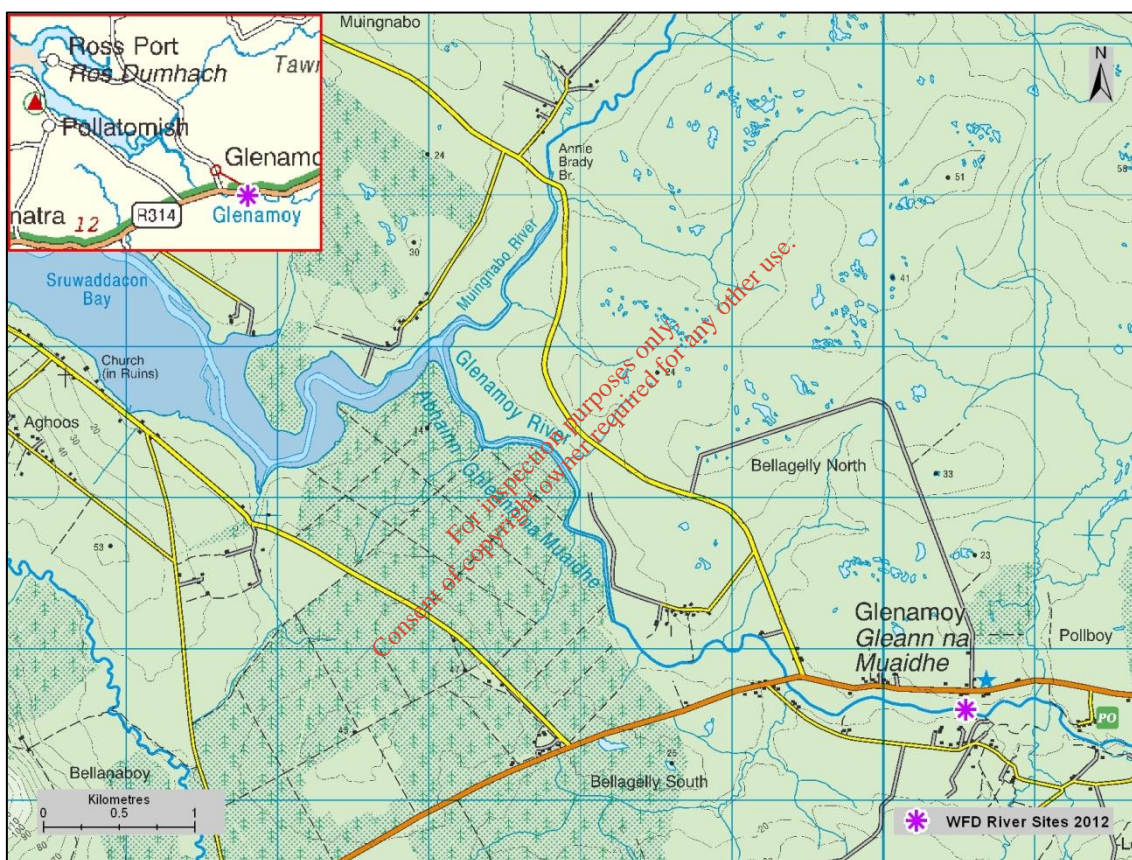 Muingnabo
Ross Port
Ros Dumhach
Pollatomish
Glenamo
natra
12
R314
Glenamoy
N
24
Annie
Brady
Br.
51
58
30
Muingnabo River
41
Sruwaddacon
Bay
Church
(in Ruins)
Aghoos
30
20
40
24
14
Glenamoy River
Abhainn Ghleann na Muaidhe
For inspection purposes only.
Consent of copyright owner required for any other use.
Bellagelly North
33
53
23
Glenamoy
Gleann na
Muaidhe
Pollboy
47
PO
45
25
Bellanaboy
Bellagelly South
Kilometres
0 0.5 1
20
WFD River Sites 2012